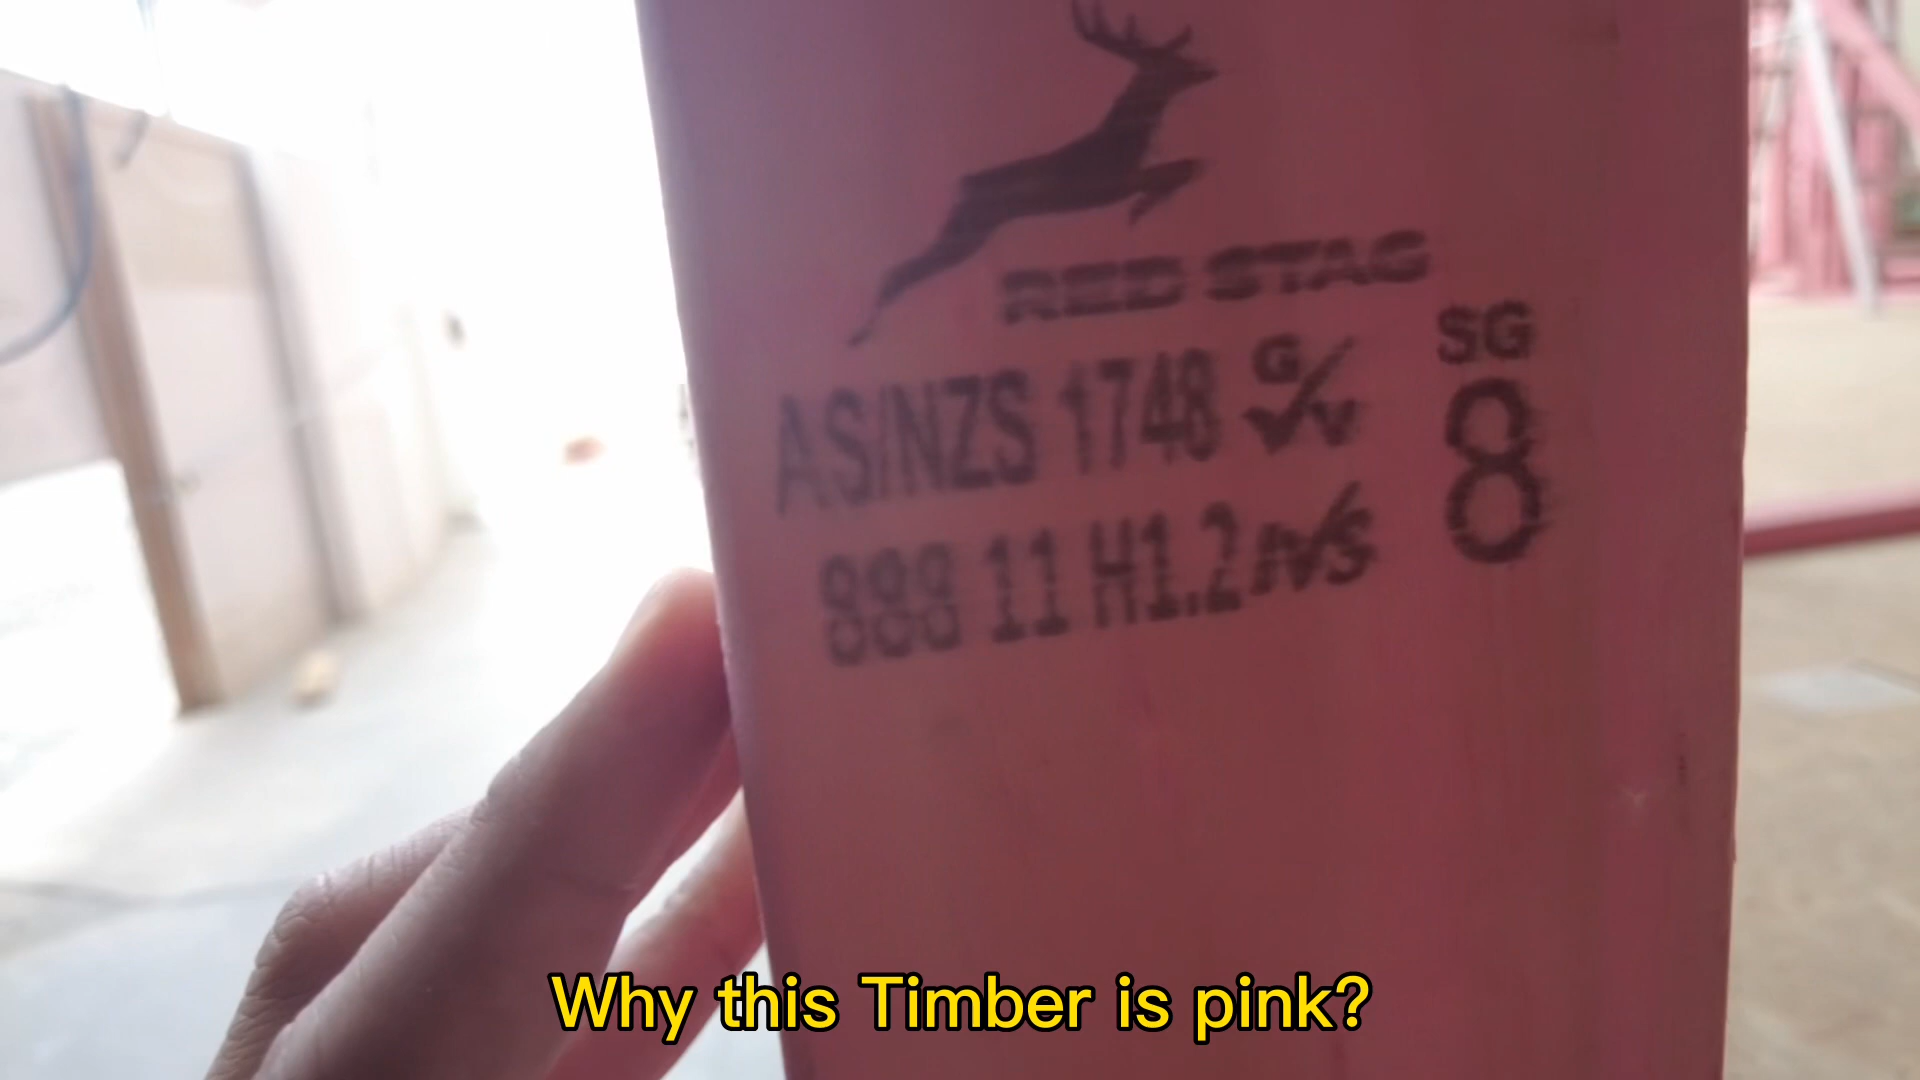 RED STAG
AS/NZS 1748 G/V
SG
8
888 11 H1.2
Why this Timber is pink?